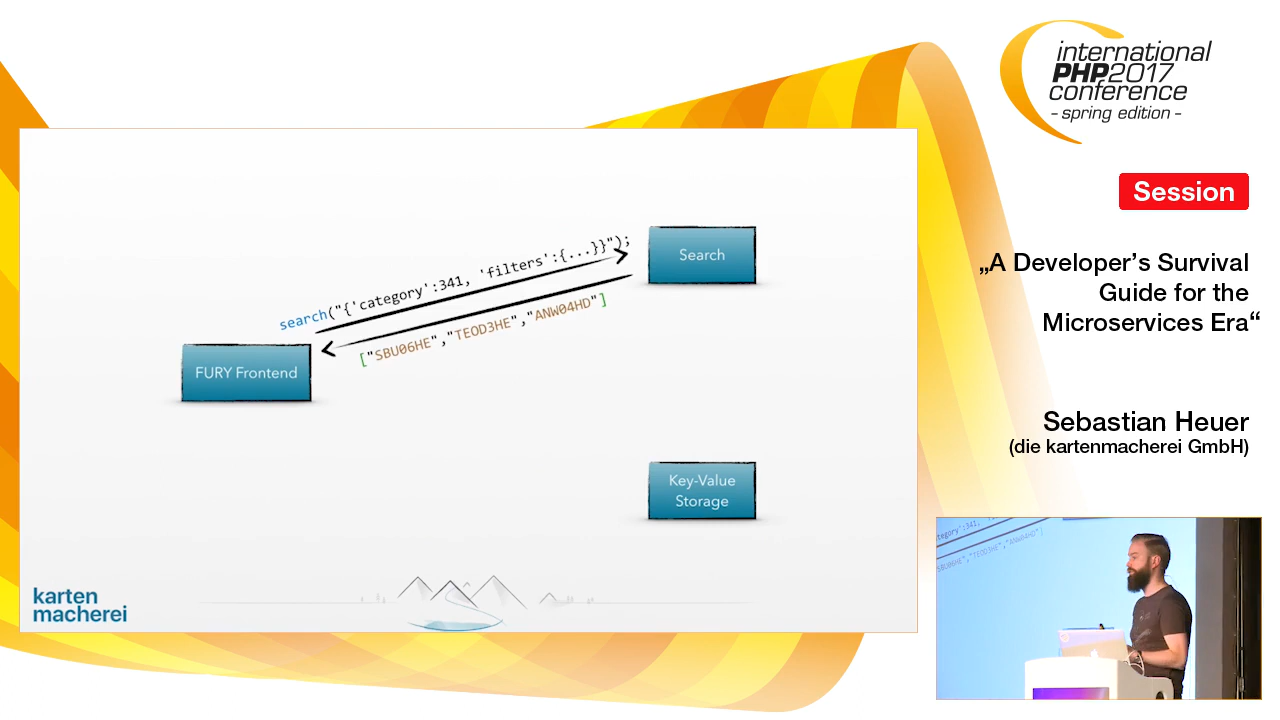 international
PHP2017
conference
- spring edition -
Session
„A Developer’s Survival
Guide for the
Microservices Era“
Sebastian Heuer
(die kartenmacherei GmbH)
Search
search("{'category':341, 'filters':{...}}");
["SBU06HE","TEOD3HE","ANW04HD"]
FURY Frontend
Key-Value
Storage
karten
macherei